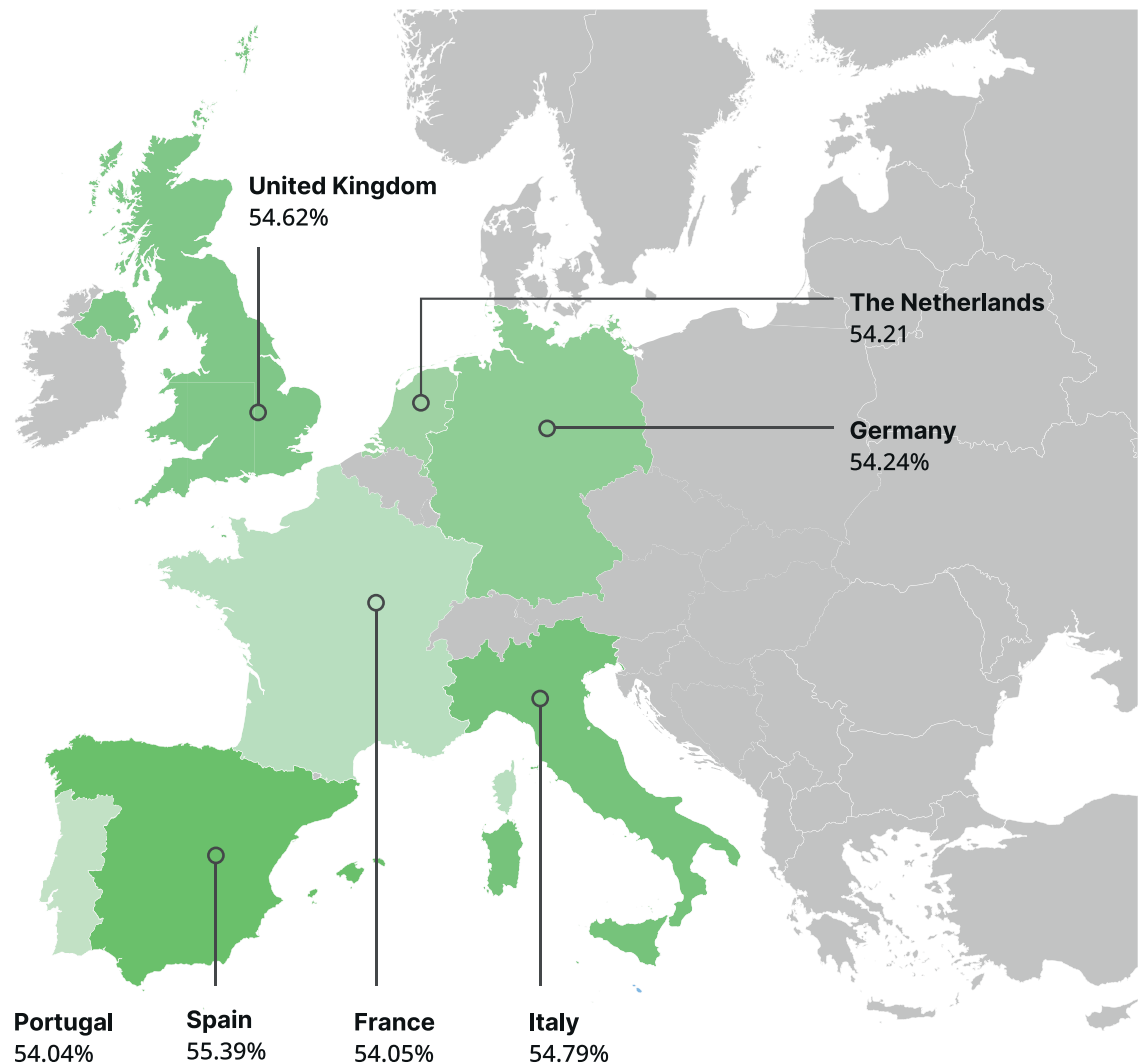 United Kingdom
54.62%
The Netherlands
54.21
Germany
54.24%
Portugal
54.04%
Spain
55.39%
France
54.05%
Italy
54.79%